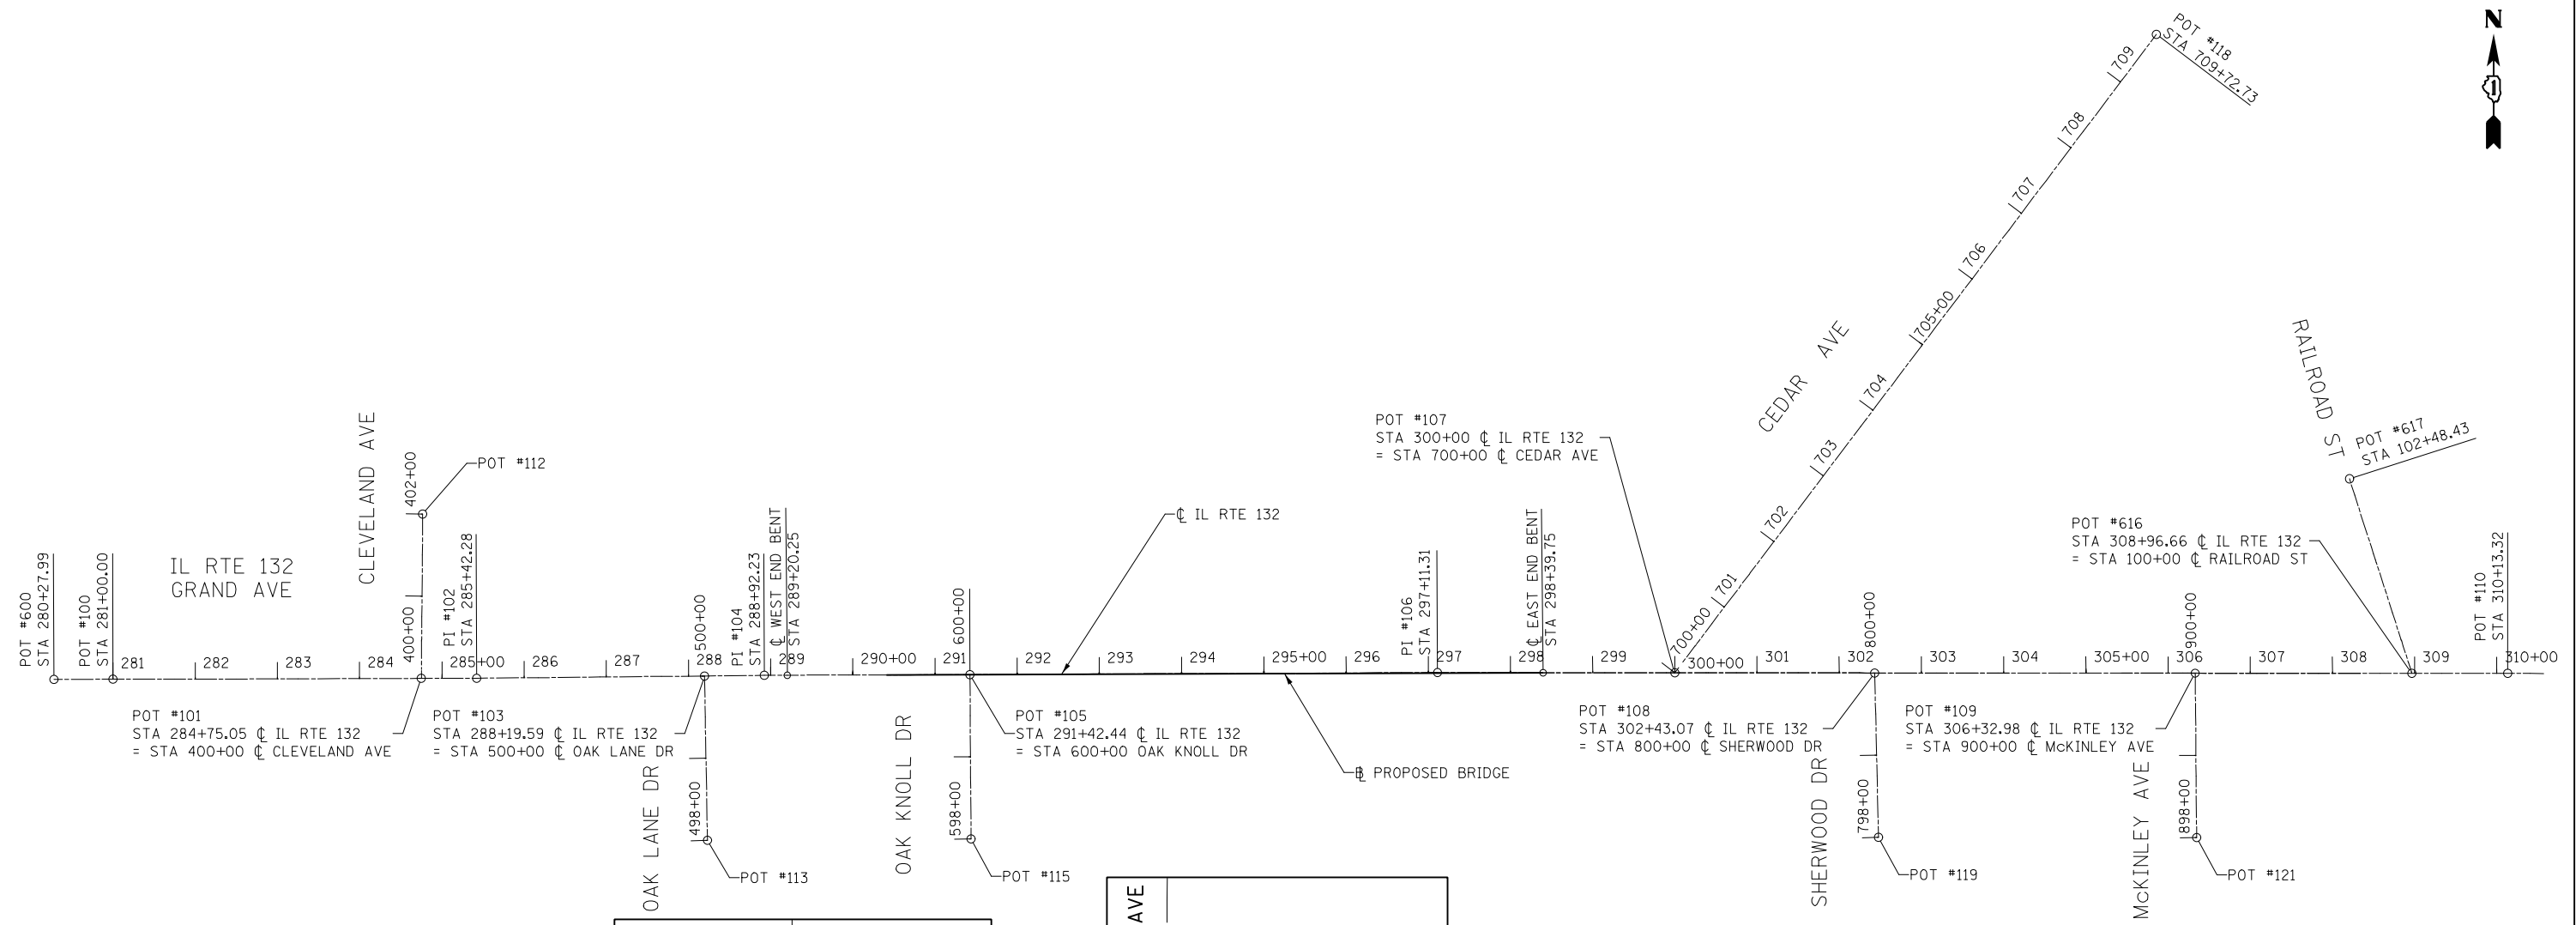 N
1
POT #118
STA 709+72.73
709
708
707
706
705+00
704
703
702
701
700+00
CEDAR AVE
RAILROAD ST
POT #617
STA 102+48.43
POT #107
STA 300+00 ℄ IL RTE 132
= STA 700+00 ℄ CEDAR AVE
POT #616
STA 308+96.66 ℄ IL RTE 132
= STA 100+00 ℄ RAILROAD ST
CLEVELAND AVE
402+00
POT #112
400+00
℄ IL RTE 132
IL RTE 132
GRAND AVE
POT #600
STA 280+27.99
POT #100
STA 281+00.00
PI #102
STA 285+42.28
500+00
PI #104
STA 288+92.23
℄ WEST END BENT
STA 289+20.25
600+00
PI #106
STA 297+11.31
℄ EAST END BENT
STA 298+39.75
800+00
900+00
POT #110
STA 310+13.32
281 282 283 284 285+00 286 287 288 289 290+00 291 292 293 294 295+00 296 297 298 299 300+00 301 302 303 304 305+00 306 307 308 309 310+00
POT #101
STA 284+75.05 ℄ IL RTE 132
= STA 400+00 ℄ CLEVELAND AVE
POT #103
STA 288+19.59 ℄ IL RTE 132
= STA 500+00 ℄ OAK LANE DR
POT #105
STA 291+42.44 ℄ IL RTE 132
= STA 600+00 OAK KNOLL DR
POT #108
STA 302+43.07 ℄ IL RTE 132
= STA 800+00 ℄ SHERWOOD DR
POT #109
STA 306+32.98 ℄ IL RTE 132
= STA 900+00 ℄ McKINLEY AVE
PROPOSED BRIDGE
OAK LANE DR
498+00
POT #113
OAK KNOLL DR
598+00
POT #115
SHERWOOD DR
798+00
POT #119
McKINLEY AVE
898+00
POT #121
AVE